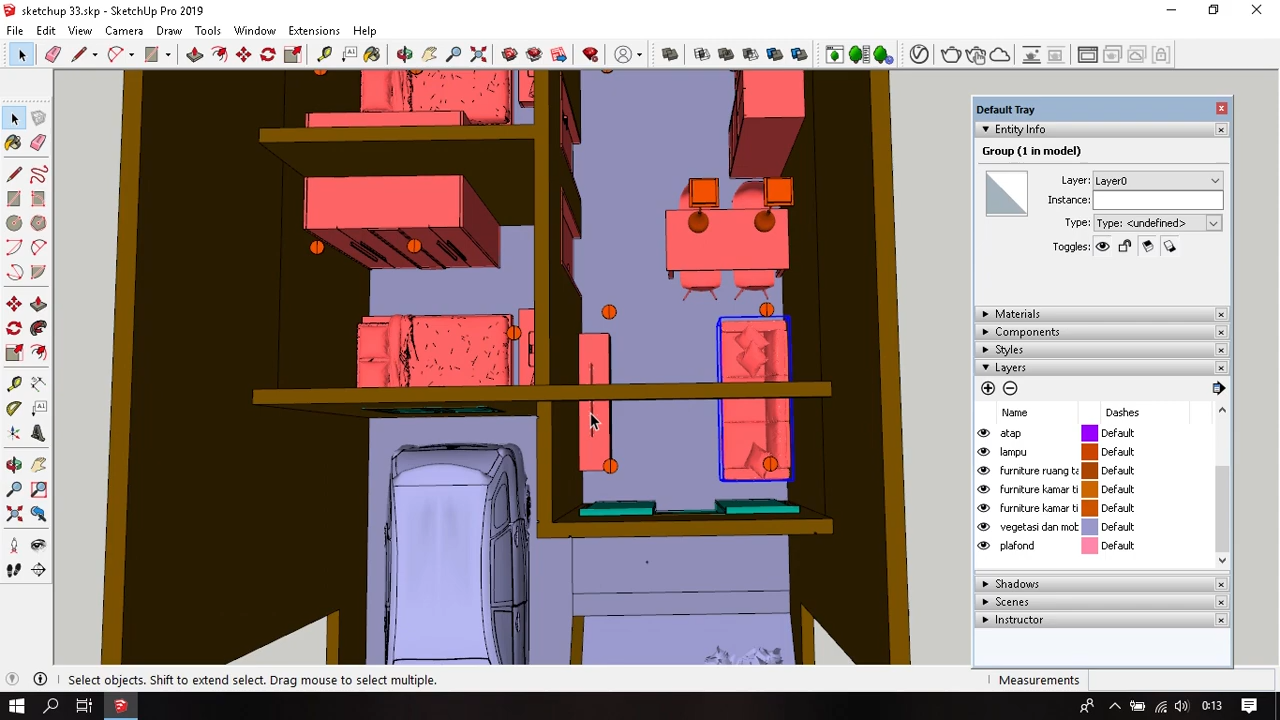 sketchup 33.skp - SketchUp Pro 2019
File Edit View Camera Draw Tools Window Extensions Help
Default Tray
Entity Info
Group (1 in model)
Layer: Layer0
Instance:
Type: Type: <undefined>
Toggles:
Materials
Components
Styles
Layers
Name Dashes
atap Default
lampu Default
furniture ruang ta Default
furniture kamar ti Default
furniture kamar ti Default
vegetasi dan mob Default
plafond Default
Shadows
Scenes
Instructor
Select objects. Shift to extend select. Drag mouse to select multiple.
Measurements
0:13